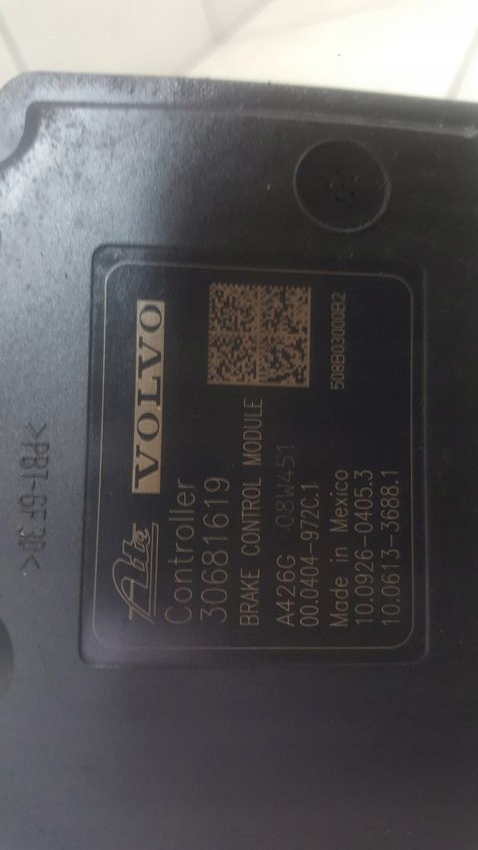 Ate VOLVO
Controller
30681619
BRAKE CONTROL MODULE
A426G 08W451
00.0404-972C.1
Made in Mexico
10.0926-0405.3
10.0613-3688.1
508B03000B2
>PBT-GF30<